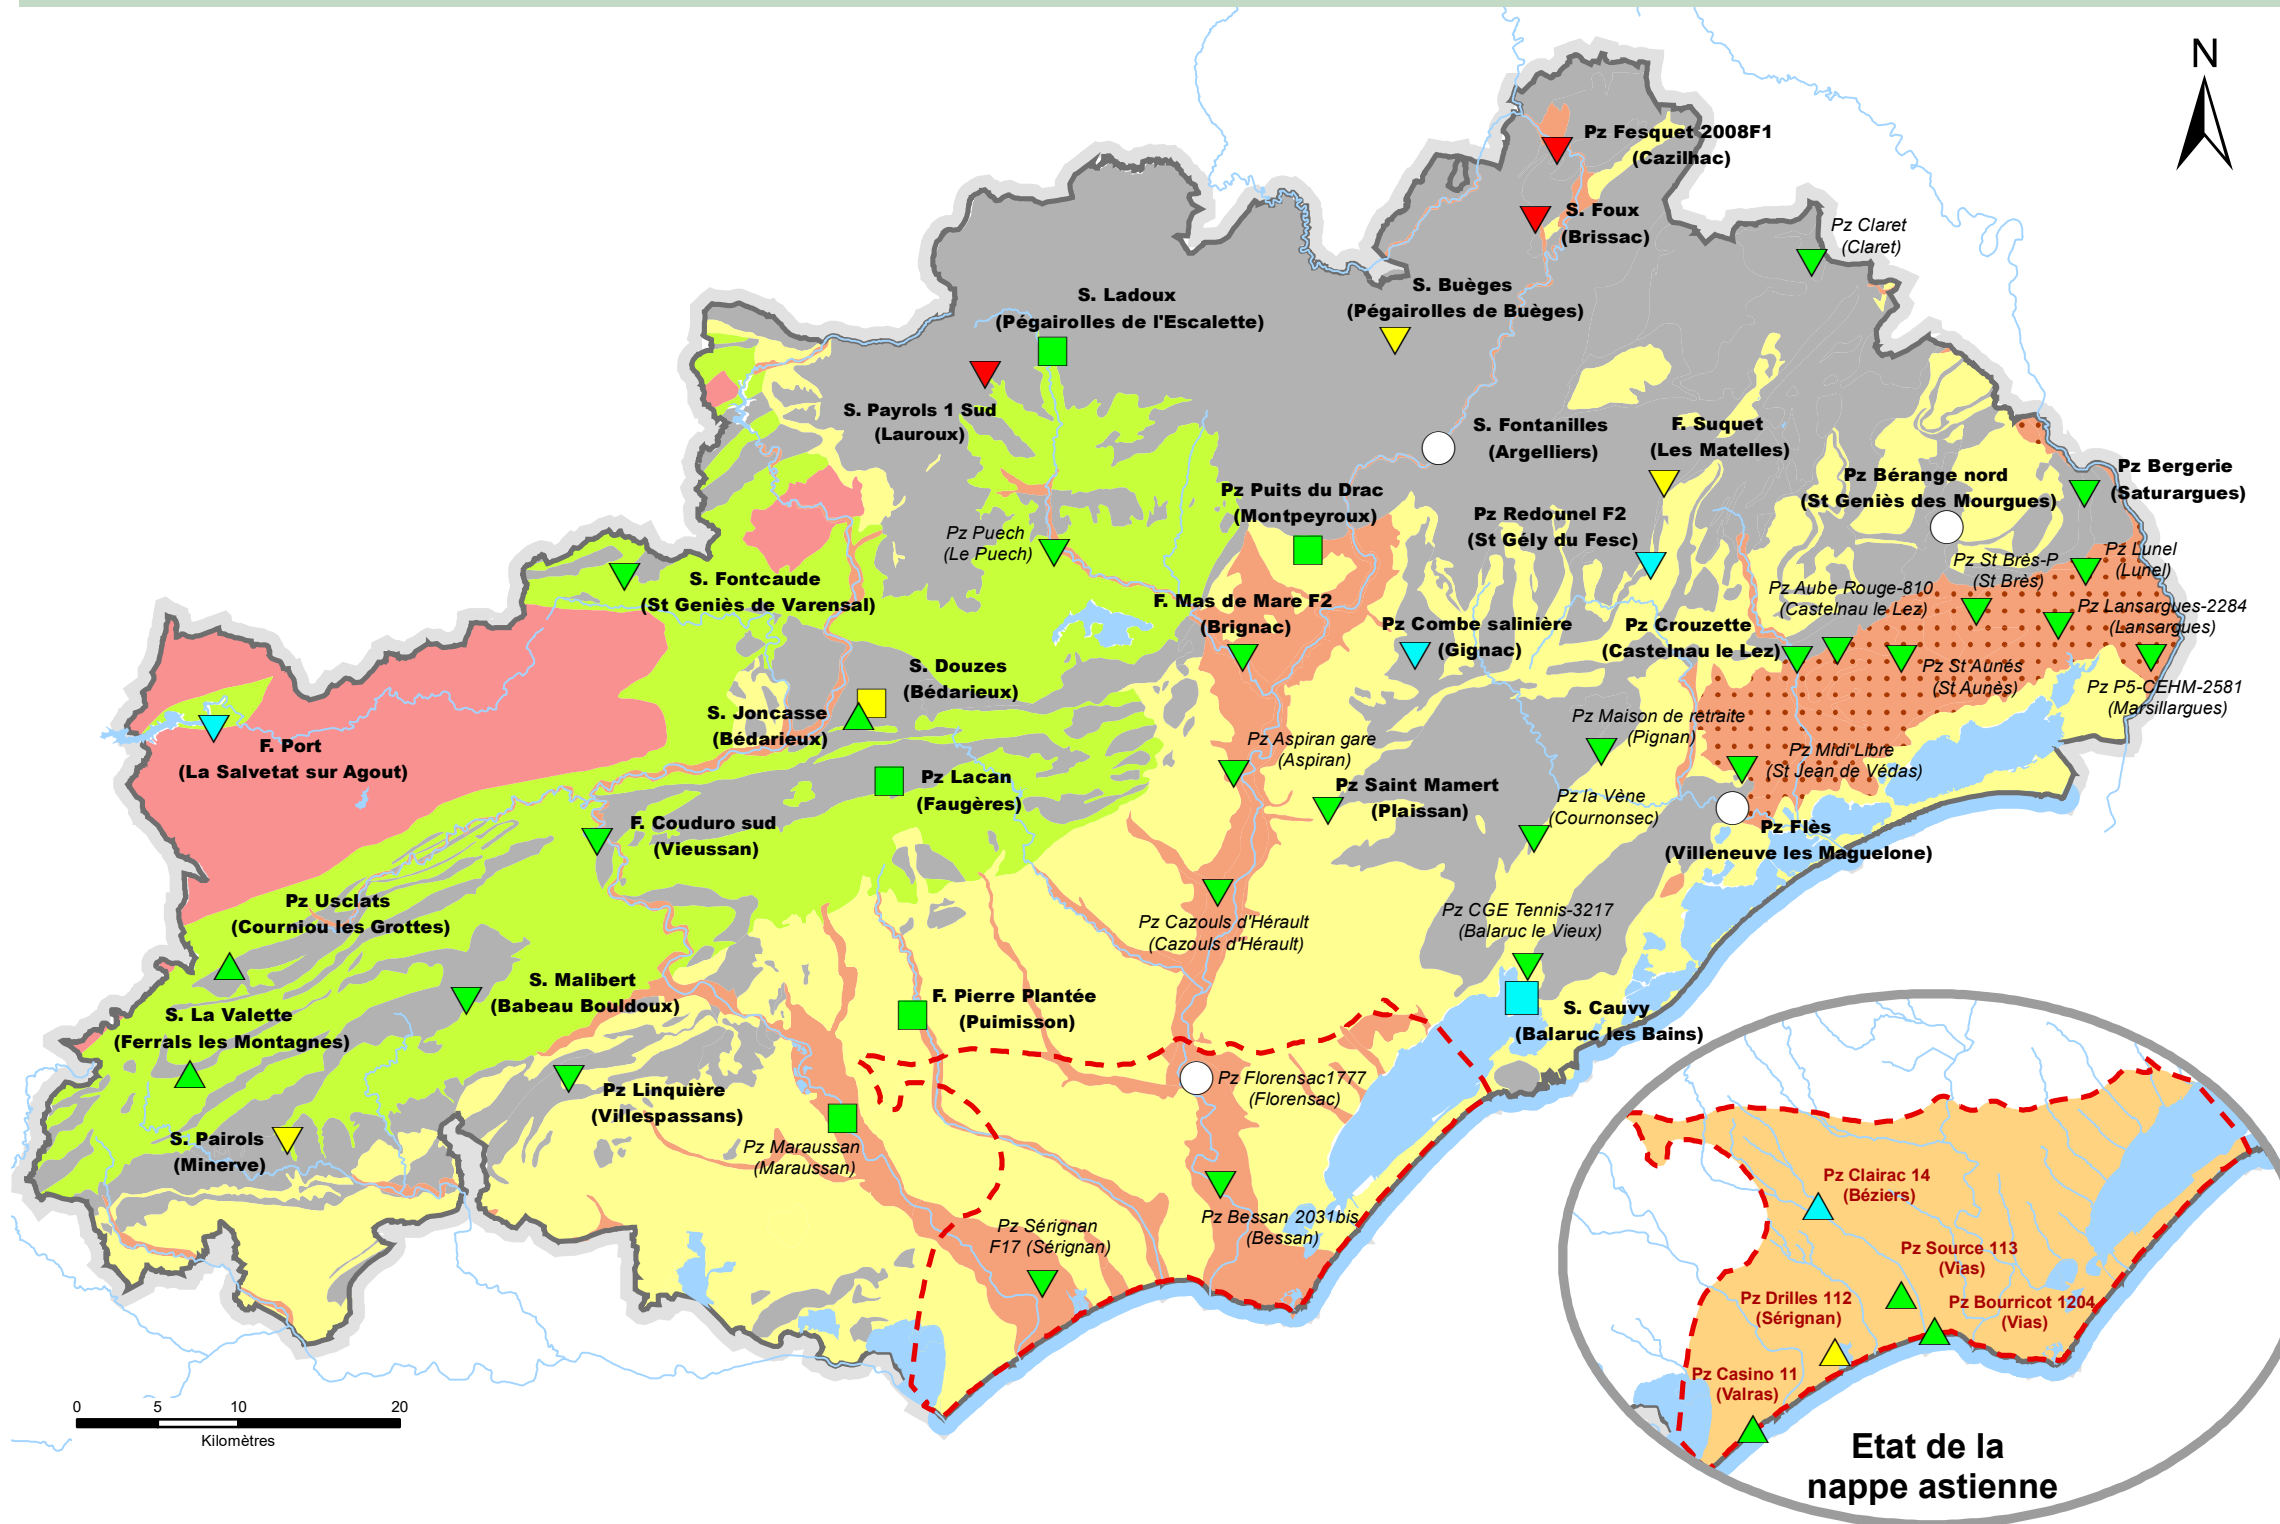 N
Pz Fesquet 2008F1
(Cazilhac)
S. Foux
(Brissac)
Pz Claret
(Claret)
S. Buèges
(Pégairolles de Buèges)
S. Ladoux
(Pégairolles de l'Escalette)
S. Payrols 1 Sud
(Lauroux)
S. Fontanilles
(Argelliers)
F. Suquet
(Les Matelles)
Pz Bérange nord
(St Geniès des Mourgues)
Pz Bergerie
(Saturargues)
Pz Puits du Drac
(Montpeyroux)
Pz Redounel F2
(St Gély du Fesc)
Pz Puech
(Le Puech)
Pz St Brès-P
(St Brès)
Pz Lunel
(Lunel)
S. Fontcaude
(St Geniès de Varensal)
Pz Aube Rouge-810
(Castelnau le Lez)
F. Mas de Mare F2
(Brignac)
Pz Combe salinière
(Gignac)
Pz Crouzette
(Castelnau le Lez)
Pz Lansargues-2284
(Lansargues)
S. Douzes
(Bédarieux)
Pz St Aunés
(St Aunès)
Pz P5-CEHM-2581
(Marsillargues)
S. Joncasse
(Bédarieux)
Pz Maison de retraite
(Pignan)
F. Port
(La Salvetat sur Agout)
Pz Aspiran gare
(Aspiran)
Pz Midi Libre
(St Jean de Védas)
Pz Lacan
(Faugères)
Pz Saint Mamert
(Plaissan)
Pz la Vène
(Cournonsec)
F. Couduro sud
(Vieussan)
Pz Flès
(Villeneuve les Maguelone)
Pz Usclats
(Courniou les Grottes)
Pz Cazouls d'Hérault
(Cazouls d'Hérault)
Pz CGE Tennis-3217
(Balaruc le Vieux)
S. Malibert
(Babeau Bouldoux)
F. Pierre Plantée
(Puimisson)
S. Cauvy
(Balaruc les Bains)
S. La Valette
(Ferrals les Montagnes)
Pz Linquière
(Villespassans)
Pz Florensac1777
(Florensac)
S. Pairols
(Minerve)
Pz Maraussan
(Maraussan)
Pz Bessan 2031bis
(Bessan)
Pz Sérignan
F17 (Sérignan)
Pz Clairac 14
(Béziers)
Pz Source 113
(Vias)
Pz Drilles 112
(Sérignan)
Pz Bourricot 1204
(Vias)
Pz Casino 11
(Valras)
0 5 10 20
Kilomètres
Etat de la
nappe astienne